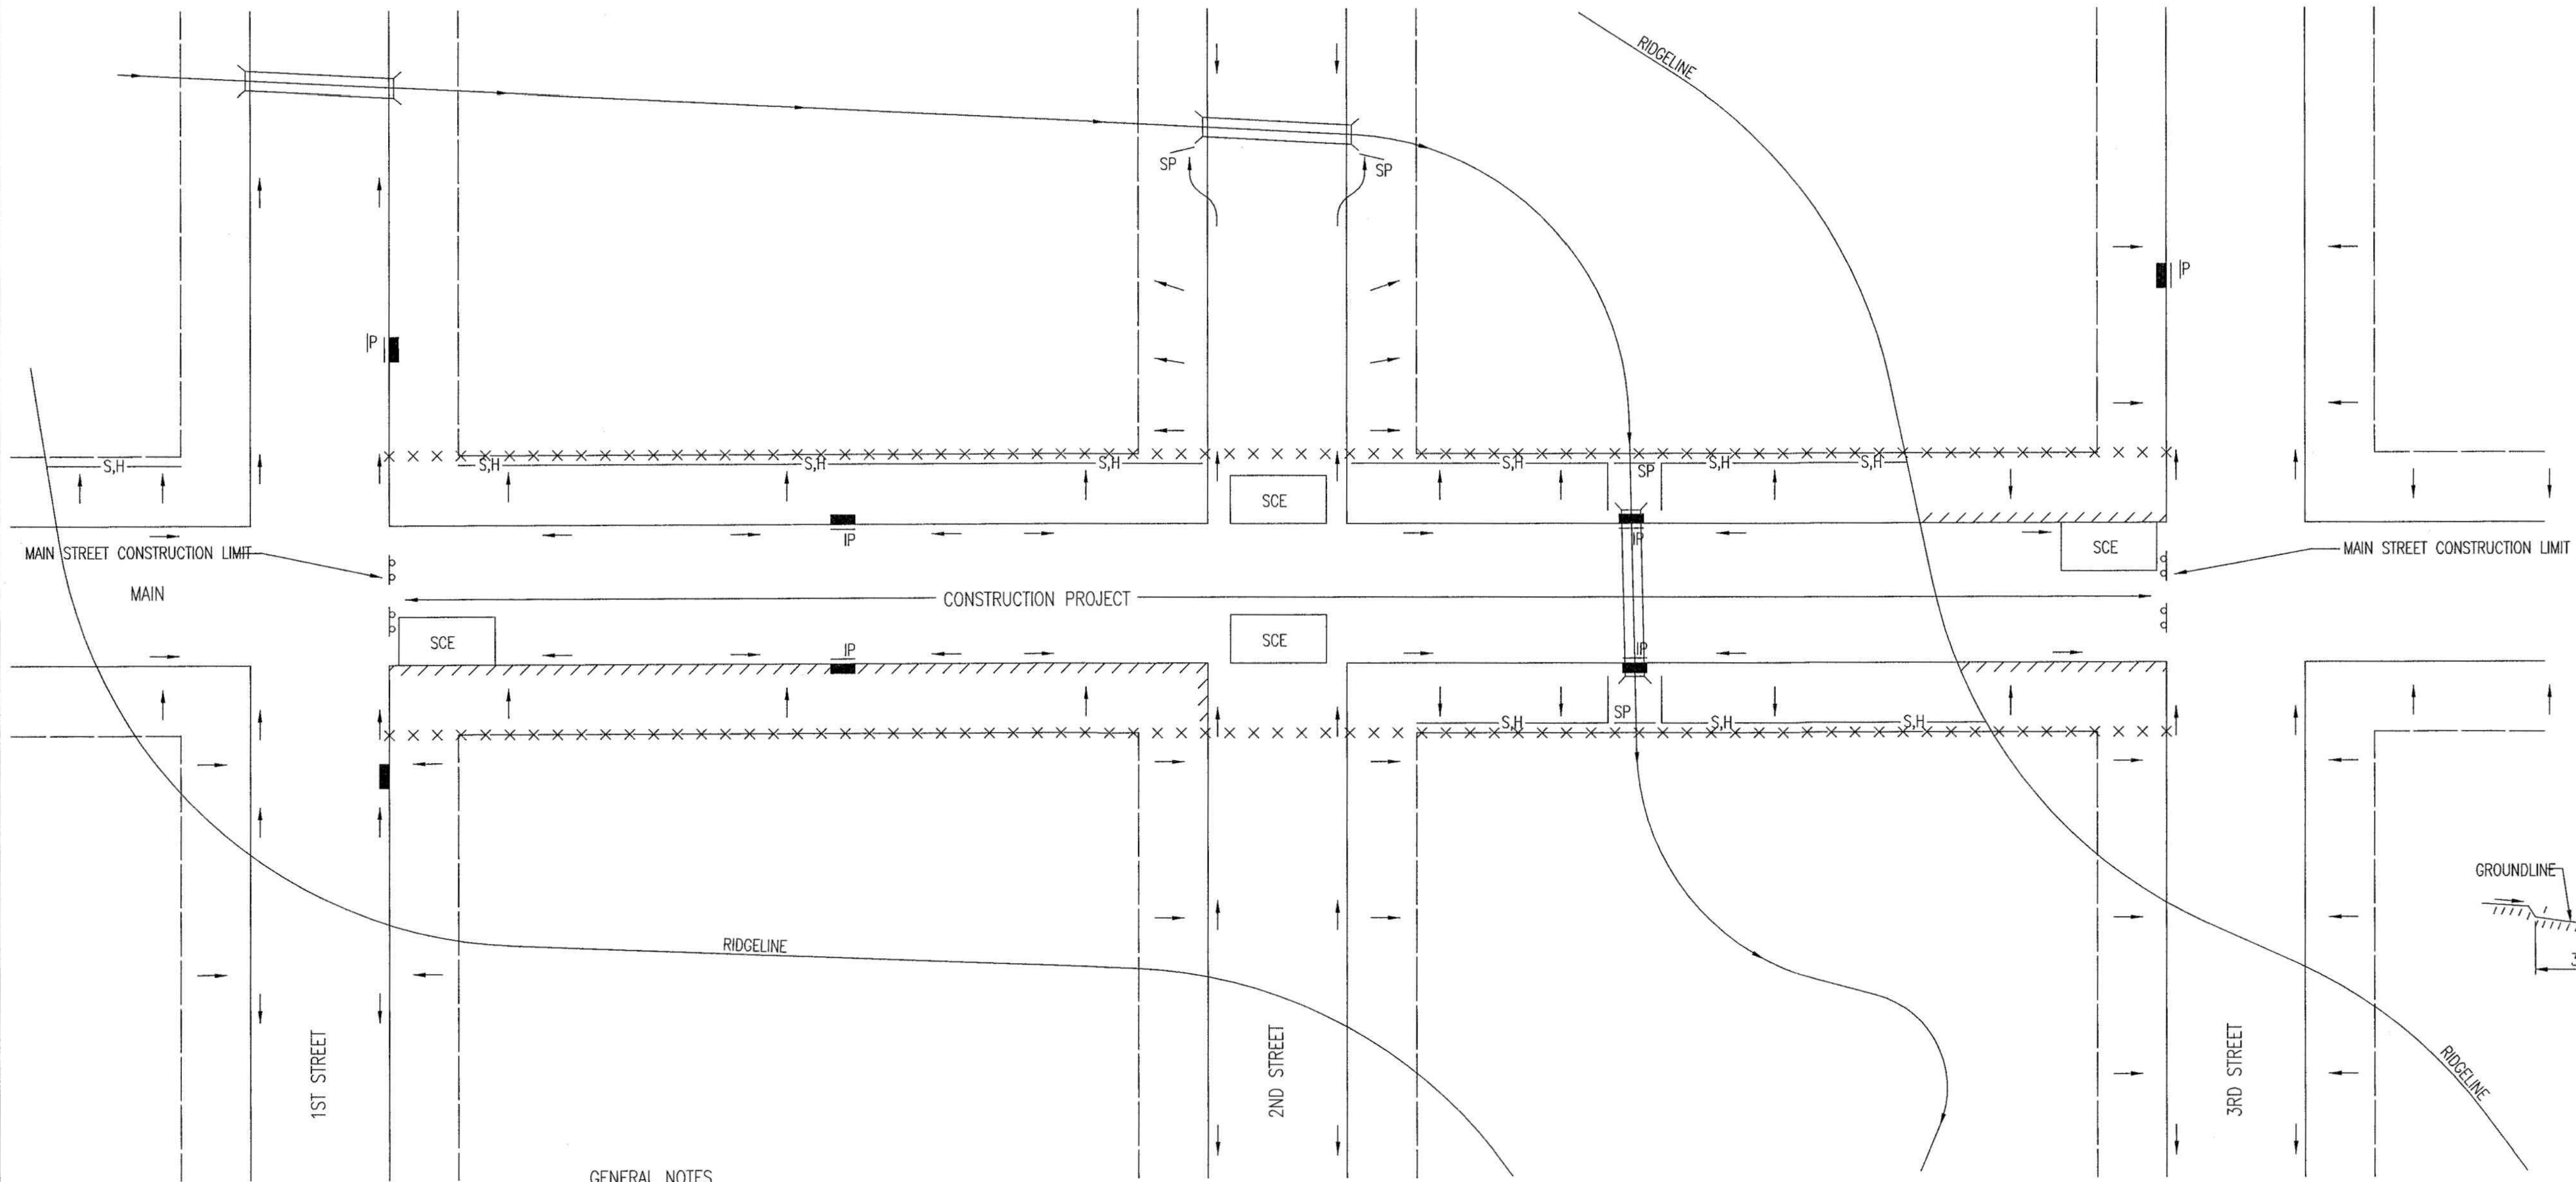 RIDGELINE
SP
SP
IP
IP
S,H
S,H
S,H
S,H
S,H
SP
S,H
S,H
SCE
IP
IP
SCE
MAIN STREET CONSTRUCTION LIMIT
MAIN STREET CONSTRUCTION LIMIT
MAIN
CONSTRUCTION PROJECT
SCE
SCE
IP
IP
S,H
SP
S,H
S,H
GROUNDLINE
RIDGELINE
3
1ST STREET
2ND STREET
3RD STREET
RIDGELINE
GENERAL NOTES